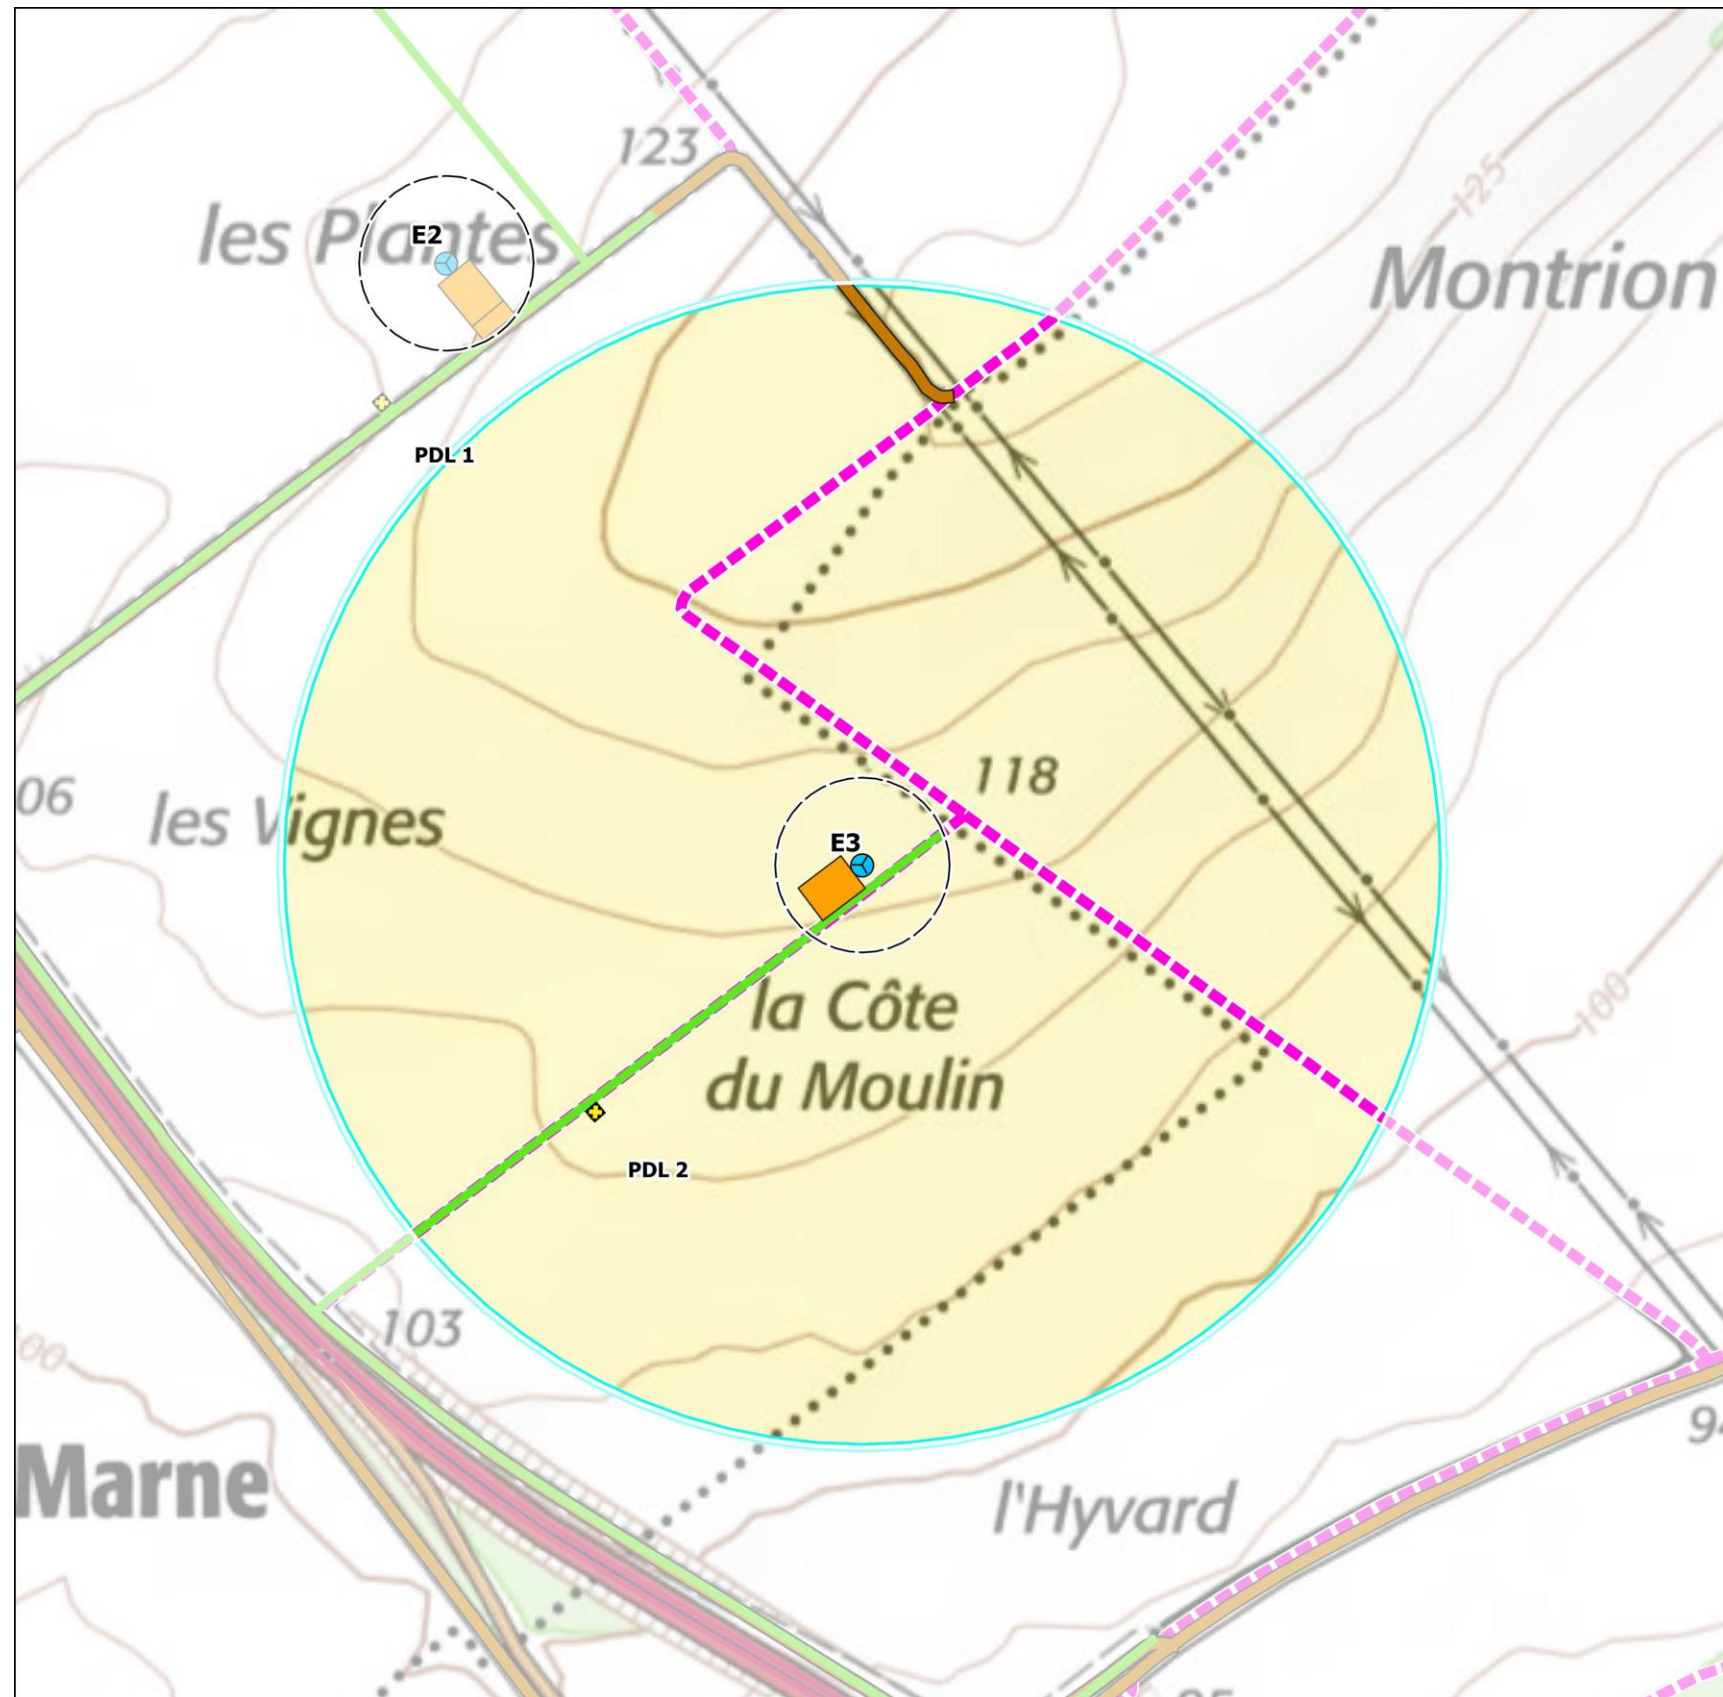 123
les Plantes
E2
125
Montrion
PDL 1
118
06
les Vignes
E3
la Côte
du Moulin
100
PDL 2
103
00
Marne
l'Hyvard